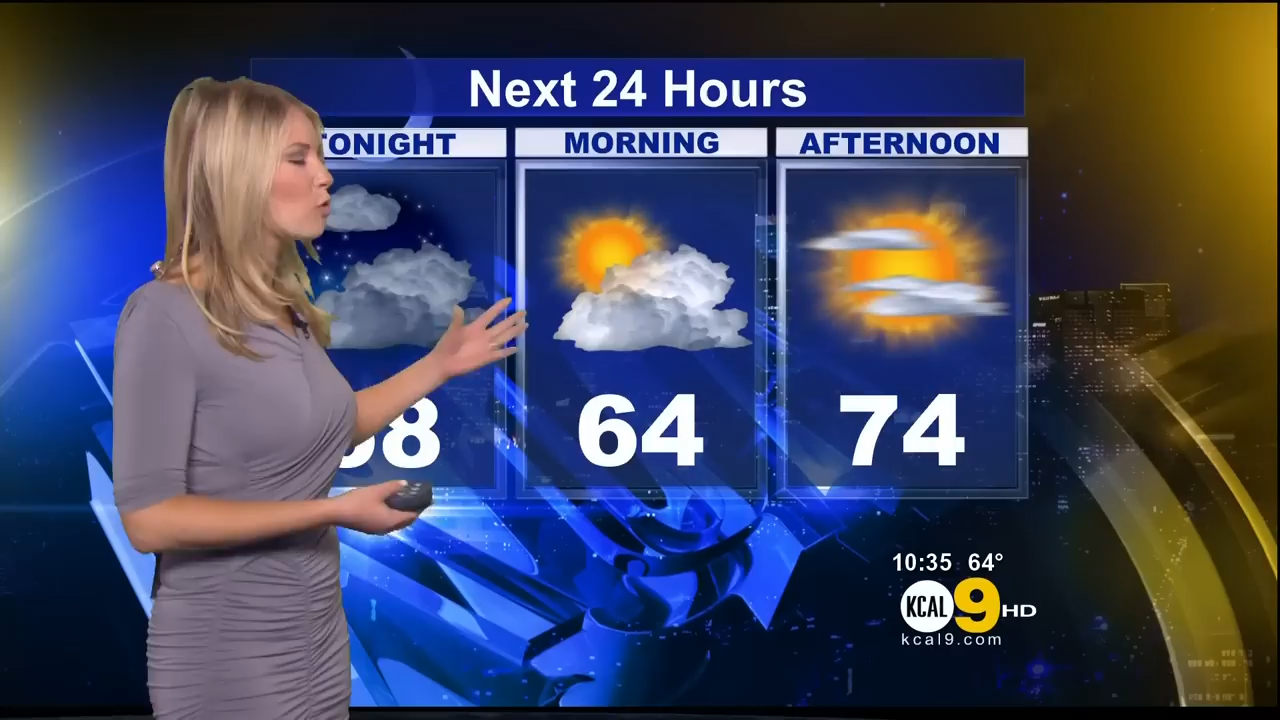 Next 24 Hours
TONIGHT MORNING AFTERNOON
64 74
10:35 64°
KCAL 9 HD
kcal9.com